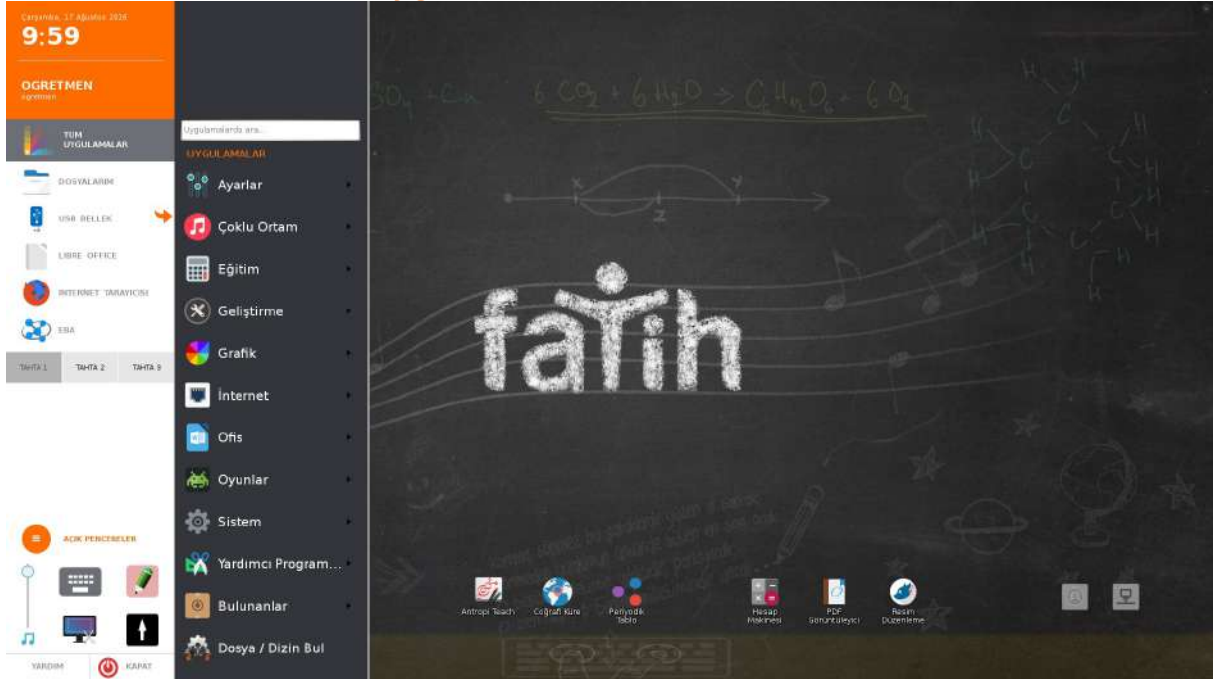 Çarşamba, 17 Ağustos 2016
9:59
OGRETMEN
ogretmen
TÜM
UYGULAMALAR
DOSYALARIM
USB BELLEK
LIBRE OFFICE
INTERNET TARAYICISI
EBA
TAHTA 1 TAHTA 2 TAHTA 3
AÇIK PENCERELER
YARDIM
KAPAT
Uygulamalarda ara...
UYGULAMALAR
Ayarlar
Çoklu Ortam
Eğitim
Geliştirme
Grafik
İnternet
Ofis
Oyunlar
Sistem
Yardımcı Program...
Bulunanlar
Dosya / Dizin Bul
6 CO2 + 6 H2O > C6H12O6 + 6 O2
X
Y
Z
fatih
Antropi Teach
Coğrafi Küre
Periyodik
Tablo
Hesap
Makinesi
PDF
Görüntüleyici
Resim
Düzenleme